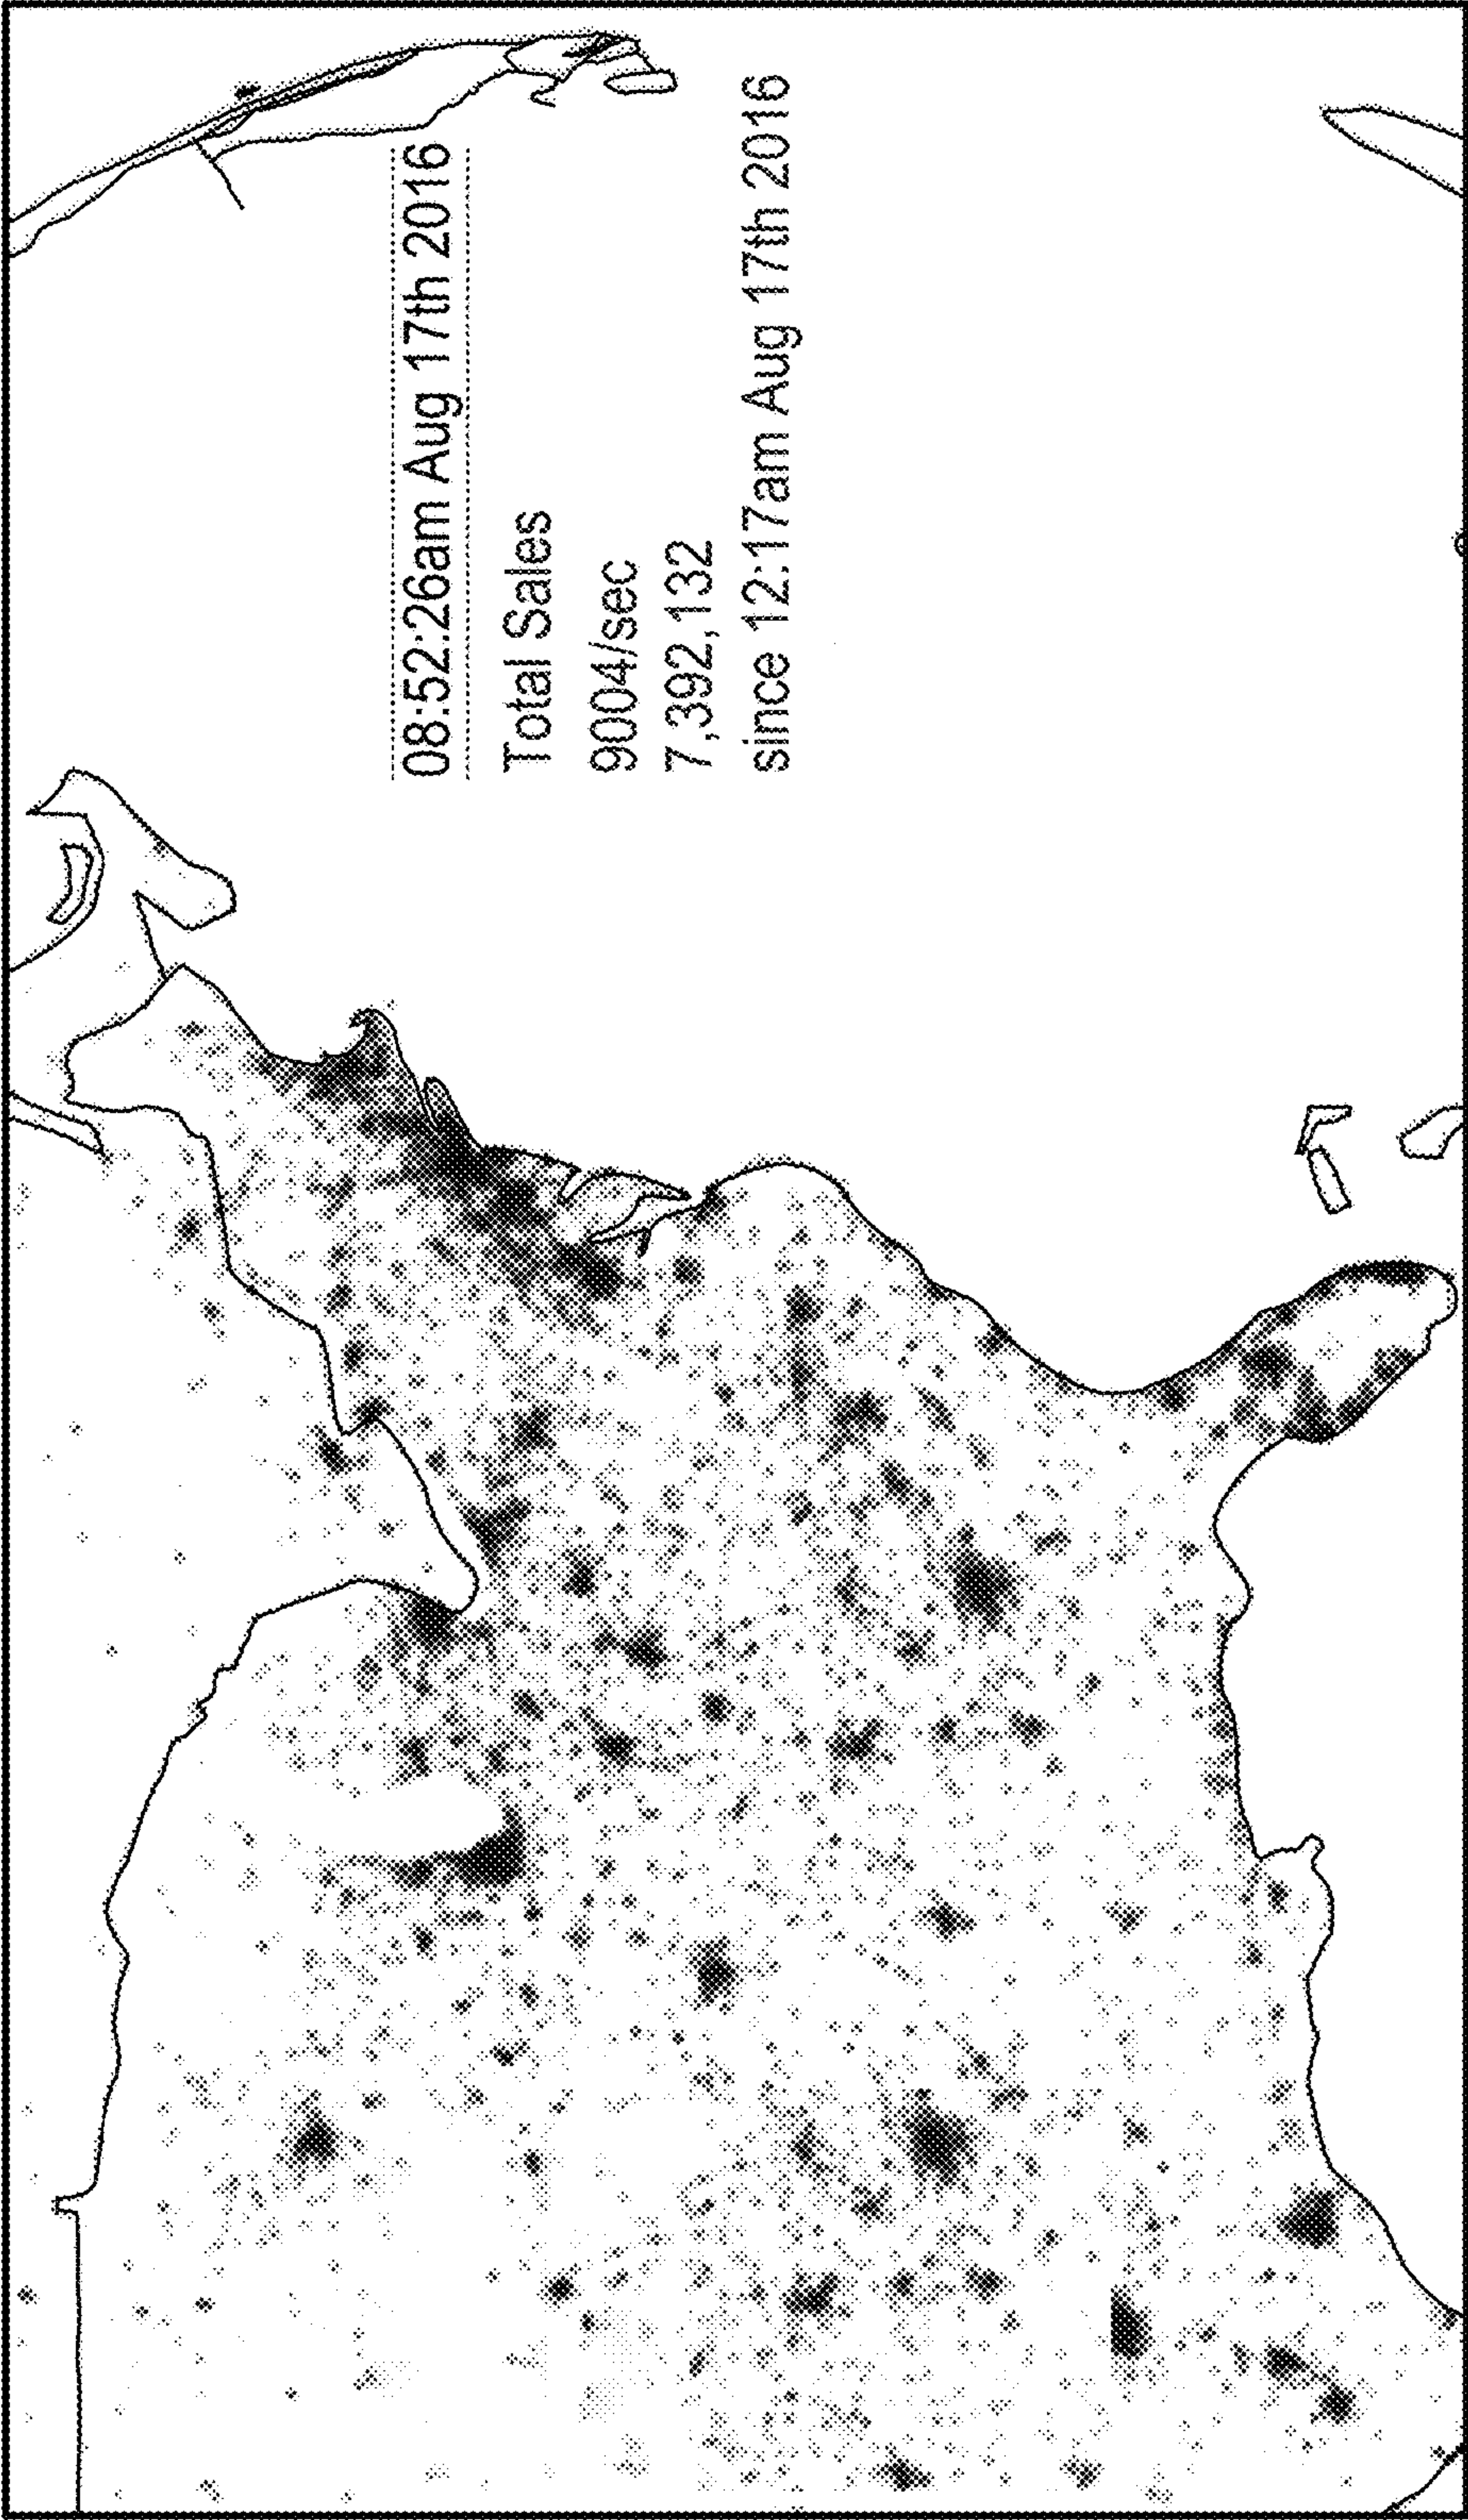 08:52:26am Aug 17th 2016
Total Sales
9004/sec
7,392,132
since 12:17am Aug 17th 2016